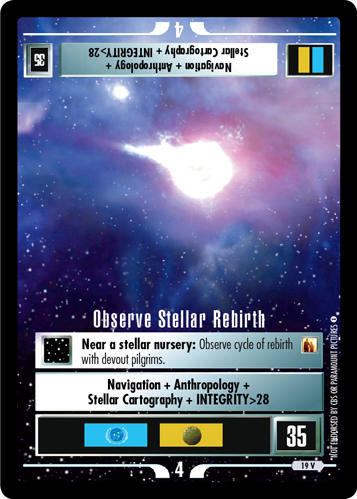 4
35
Navigation + Anthropology +
Stellar Cartography + INTEGRITY>28
Observe Stellar Rebirth
Near a stellar nursery: Observe cycle of rebirth
with devout pilgrims.
Navigation + Anthropology +
Stellar Cartography + INTEGRITY>28
35
4
19 V
NOT ENDORSED BY CBS OR PARAMOUNT PICTURES